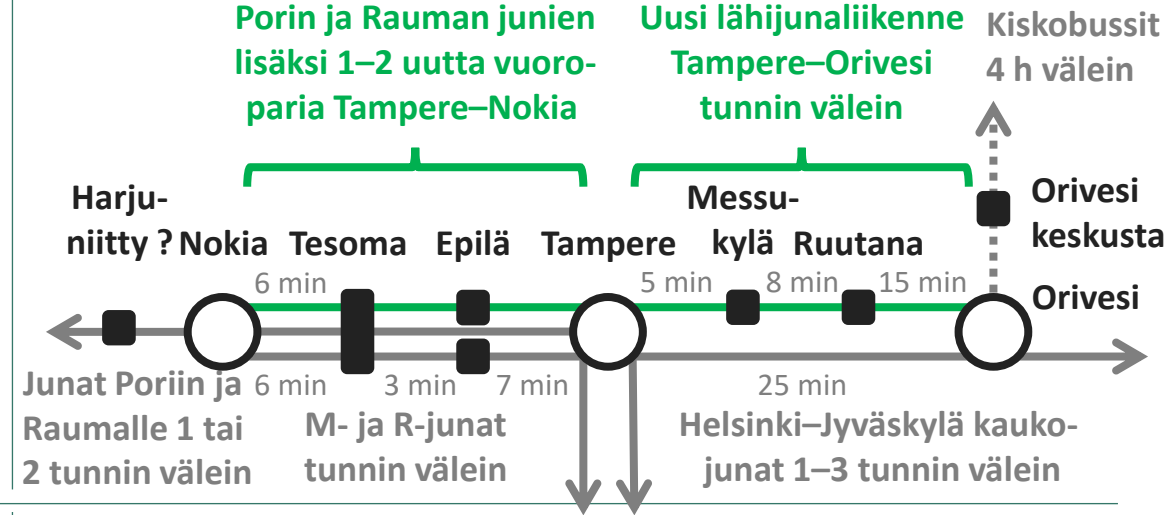 Porin ja Rauman junien
lisäksi 1–2 uutta vuoro-
paria Tampere–Nokia
Uusi lähijunaliikenne
Tampere–Orivesi
tunnin välein
Kiskobussit
4 h välein
Harju-
niitty ?
Nokia
Tesoma
Epilä
Tampere
Messu-
kylä
Ruutana
Orivesi
keskusta
Orivesi
6 min
5 min
8 min
15 min
6 min
3 min
7 min
25 min
Junat Poriin ja
Raumalle 1 tai
2 tunnin välein
M- ja R-junat
tunnin välein
Helsinki–Jyväskylä kauko-
junat 1–3 tunnin välein